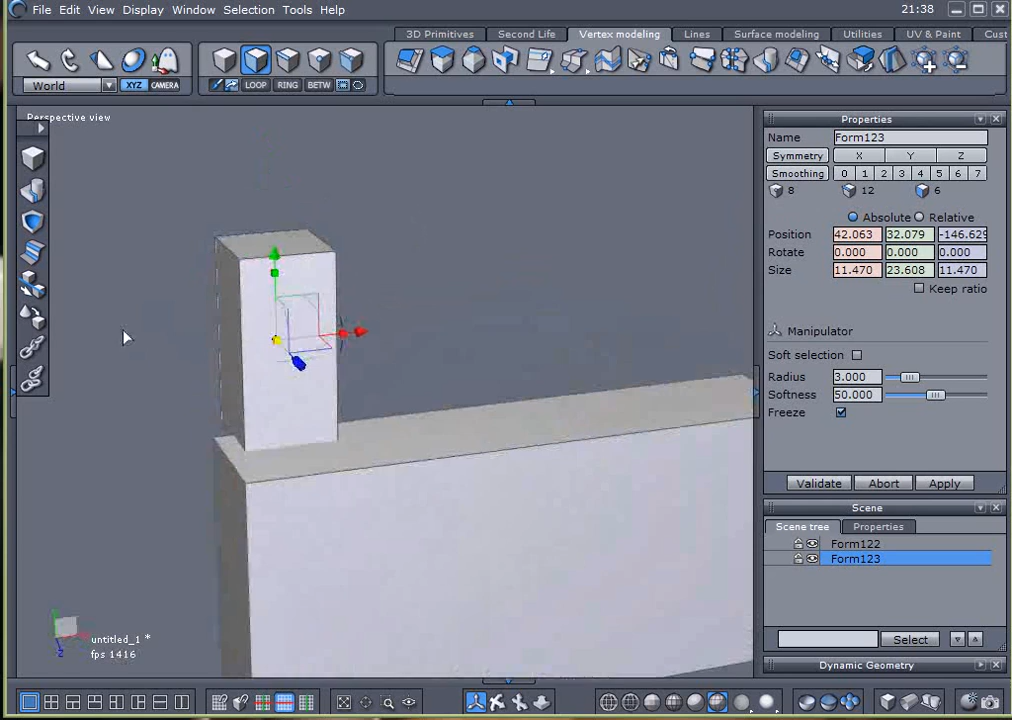 File Edit View Display Window Selection Tools Help 21:38
3D Primitives Second Life Vertex modeling Lines Surface modeling Utilities UV & Paint Cust
World XYZ CAMERA LOOP RING BETW
Perspective view
Properties
Name Form123
Symmetry X Y Z
Smoothing 0 1 2 3 4 5 6 7
8 12 6
Absolute Relative
Position 42.063 32.079 -146.629
Rotate 0.000 0.000 0.000
Size 11.470 23.608 11.470
Keep ratio
Manipulator
Soft selection
Radius 3.000
Softness 50.000
Freeze
Validate Abort Apply
Scene
Scene tree Properties
Form122
Form123
untitled_1 *
fps 1416
Z
Select
Dynamic Geometry